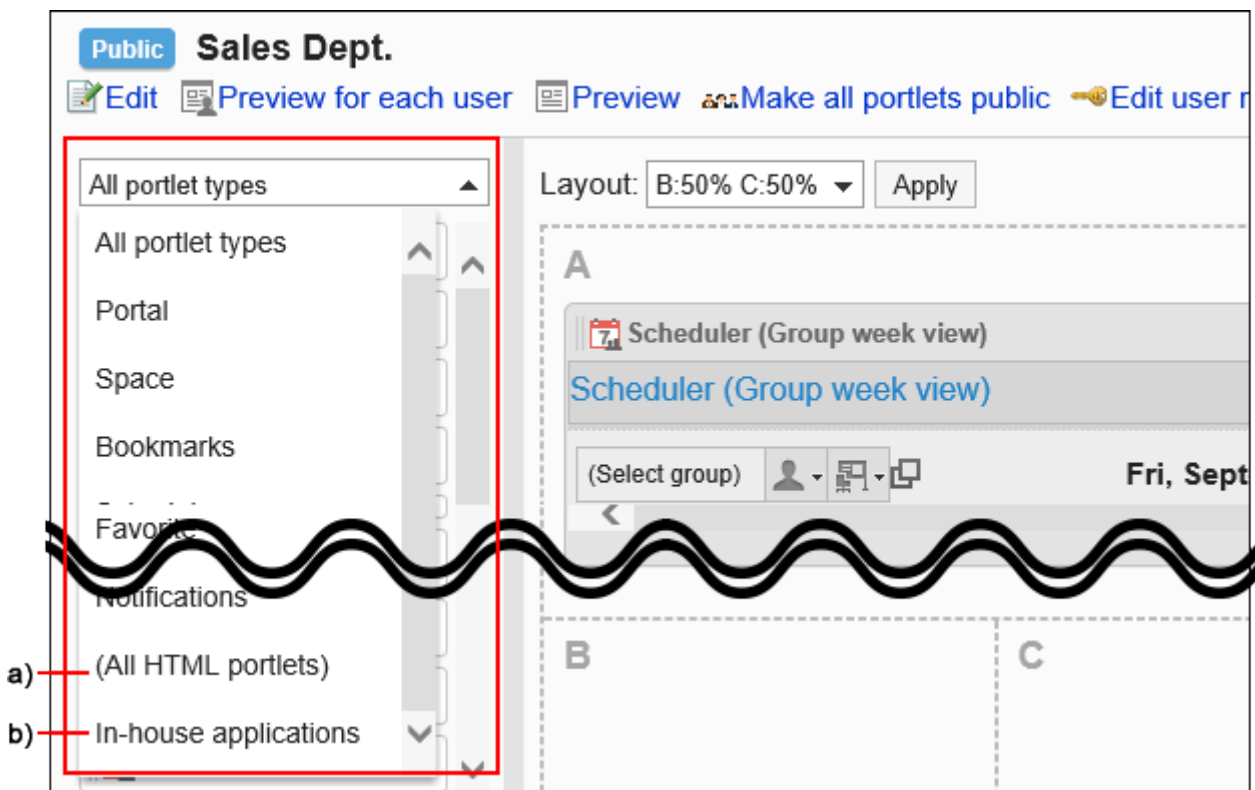 Public Sales Dept.
Edit Preview for each user Preview Make all portlets public Edit user r
All portlet types
Layout: B:50% C:50% Apply
All portlet types
Portal
Space
Bookmarks
Favorite
Notifications
a) (All HTML portlets)
b) In-house applications
A
7 Scheduler (Group week view)
Scheduler (Group week view)
(Select group) Fri, Sept
B C